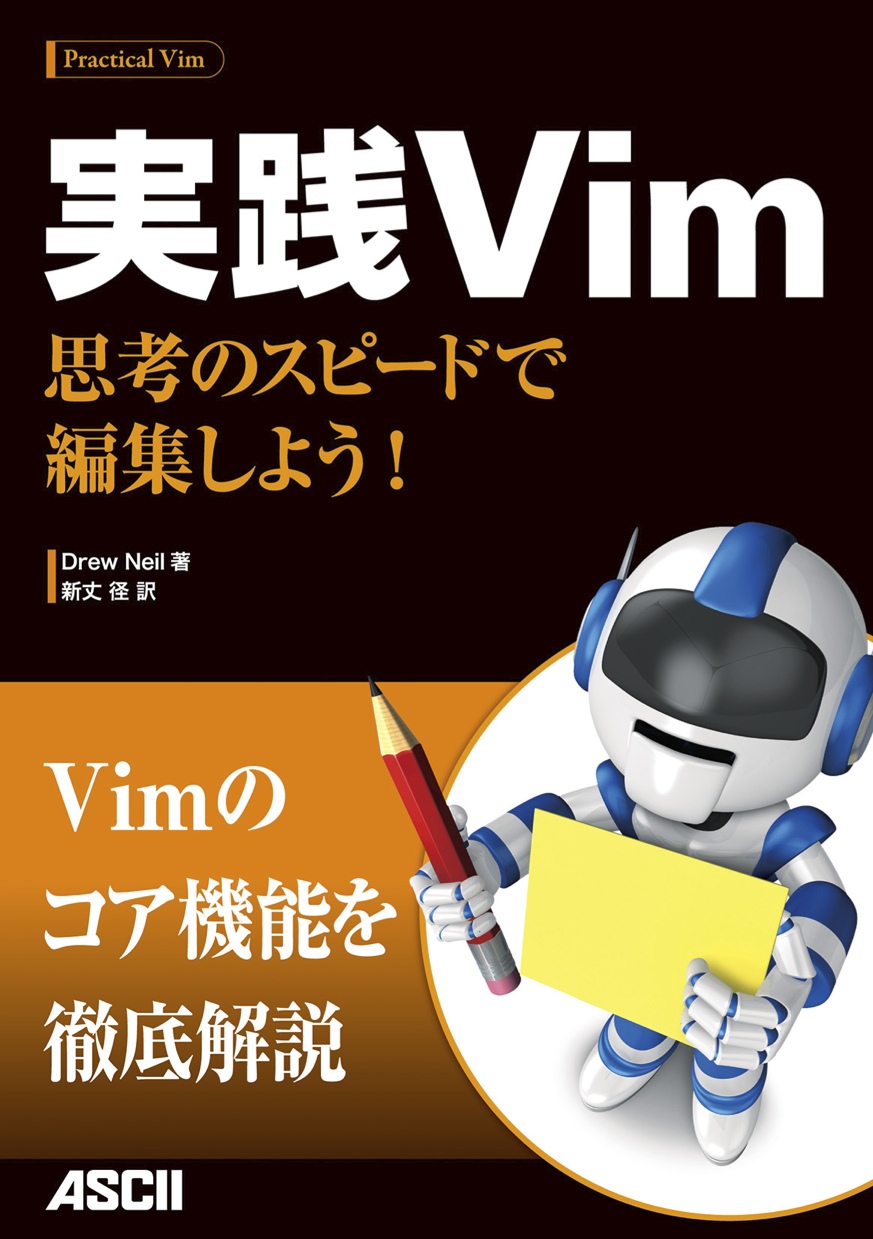 Practical Vim
実践Vim
思考のスピードで
編集しよう!
Drew Neil 著
新丈 径 訳
Vimの
コア機能を
徹底解説
ASCII